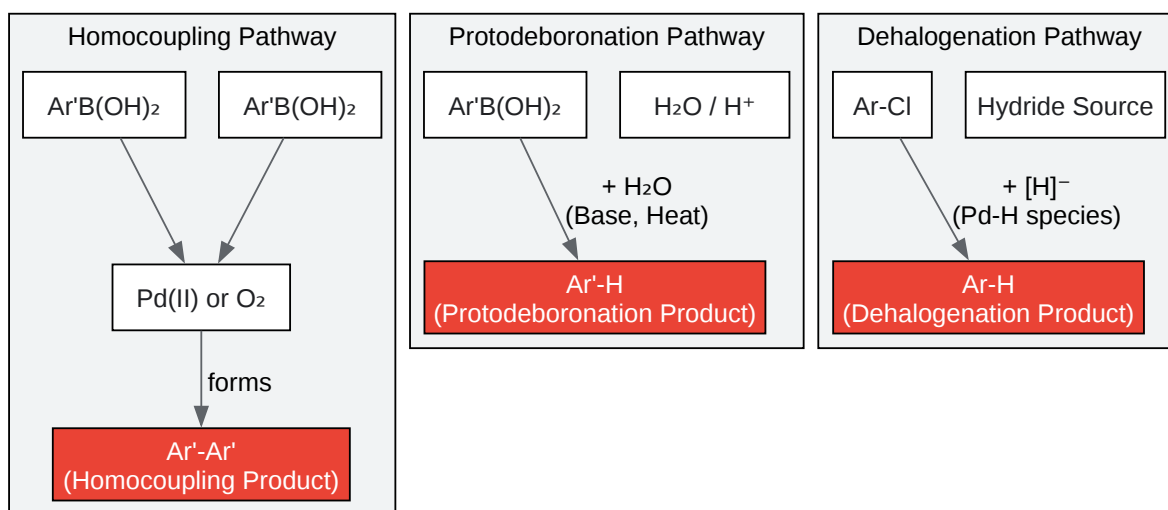 Homocoupling Pathway
Ar'B(OH)₂
Ar'B(OH)₂
Pd(II) or O₂
forms
Ar'-Ar'
(Homocoupling Product)
Protodeboronation Pathway
Ar'B(OH)₂
H₂O / H⁺
+ H₂O
(Base, Heat)
Ar'-H
(Protodeboronation Product)
Dehalogenation Pathway
Ar-Cl
Hydride Source
+ [H]⁻
(Pd-H species)
Ar-H
(Dehalogenation Product)